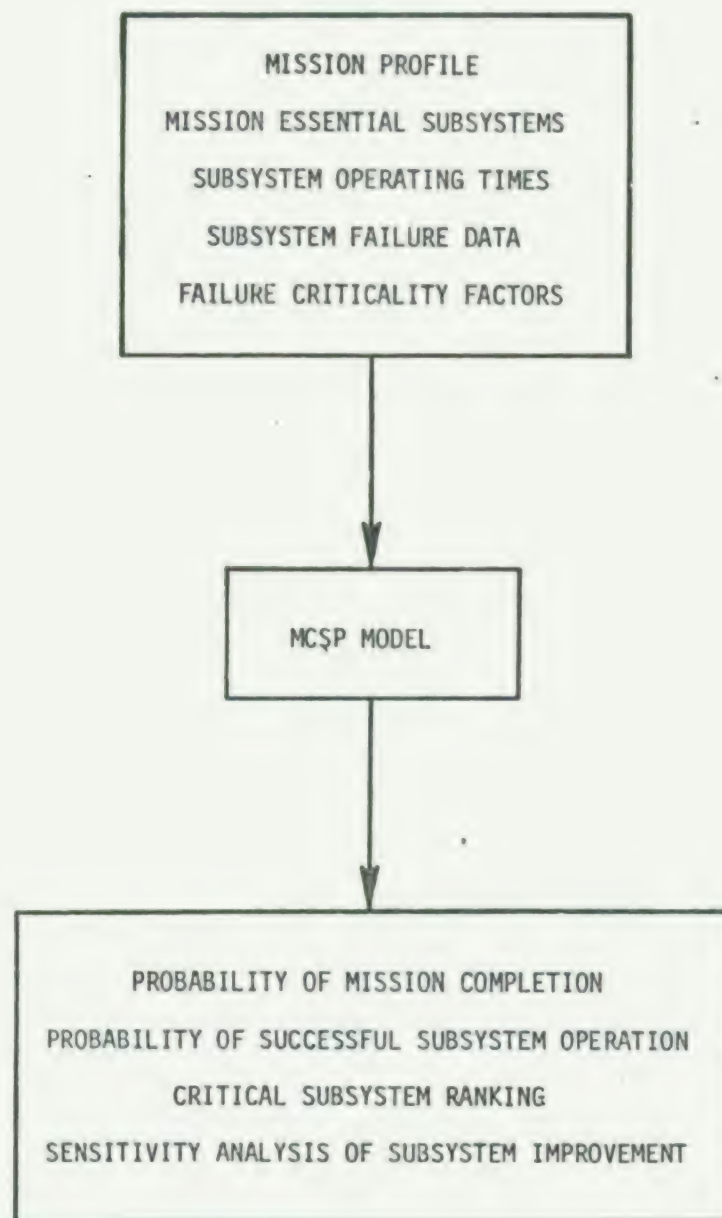 MISSION PROFILE
MISSION ESSENTIAL SUBSYSTEMS
SUBSYSTEM OPERATING TIMES
SUBSYSTEM FAILURE DATA
FAILURE CRITICALITY FACTORS
MCSP MODEL
PROBABILITY OF MISSION COMPLETION
PROBABILITY OF SUCCESSFUL SUBSYSTEM OPERATION
CRITICAL SUBSYSTEM RANKING
SENSITIVITY ANALYSIS OF SUBSYSTEM IMPROVEMENT